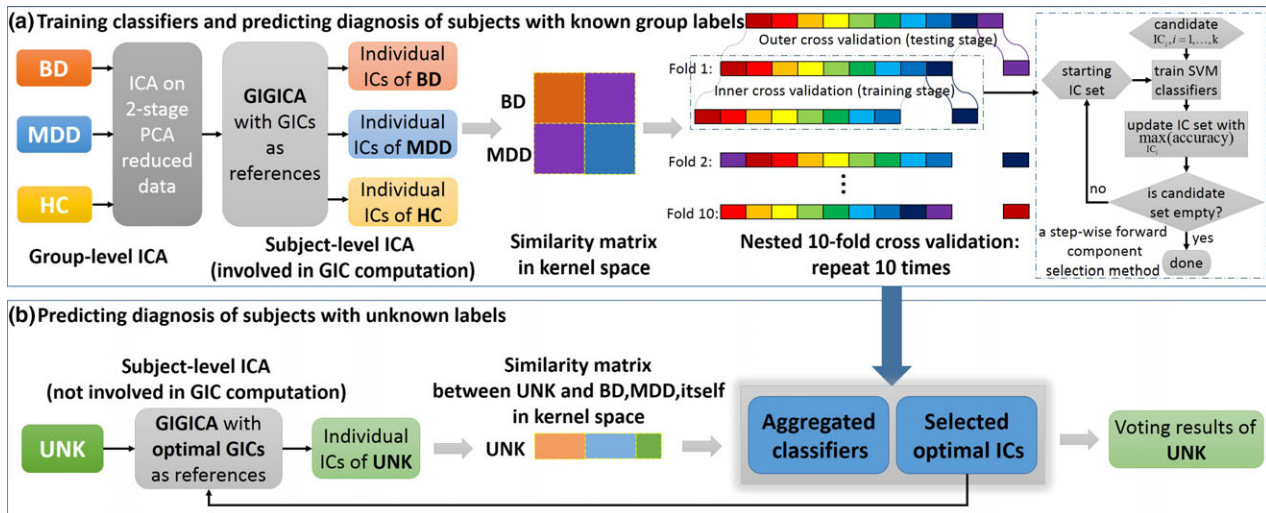 (a) Training classifiers and predicting diagnosis of subjects with known group labels
BD
MDD
HC
ICA on
2-stage
PCA
reduced
data
Group-level ICA
GIGICA
with GICs
as
references
Individual
ICs of BD
Individual
ICs of MDD
Individual
ICs of HC
Subject-level ICA
(involved in GIC computation)
BD
MDD
Similarity matrix
in kernel space
Outer cross validation (testing stage)
Fold 1:
Inner cross validation (training stage)
Fold 2:
Fold 10:
Nested 10-fold cross validation:
repeat 10 times
candidate
IC_i, i = 1,…,k
starting
IC set
train SVM
classifiers
update IC set with
max(accuracy)
IC_i
no
is candidate
set empty?
yes
done
a step-wise forward
component
selection method
(b) Predicting diagnosis of subjects with unknown labels
Subject-level ICA
(not involved in GIC computation)
UNK
GIGICA with
optimal GICs
as references
Individual
ICs of UNK
Similarity matrix
between UNK and BD,MDD,itself
in kernel space
UNK
Aggregated
classifiers
Selected
optimal ICs
Voting results of
UNK